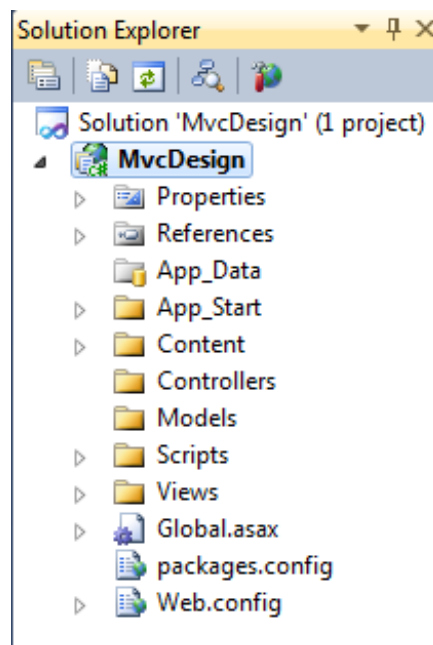 Solution Explorer
Solution 'MvcDesign' (1 project)
MvcDesign
Properties
References
App_Data
App_Start
Content
Controllers
Models
Scripts
Views
Global.asax
packages.config
Web.config